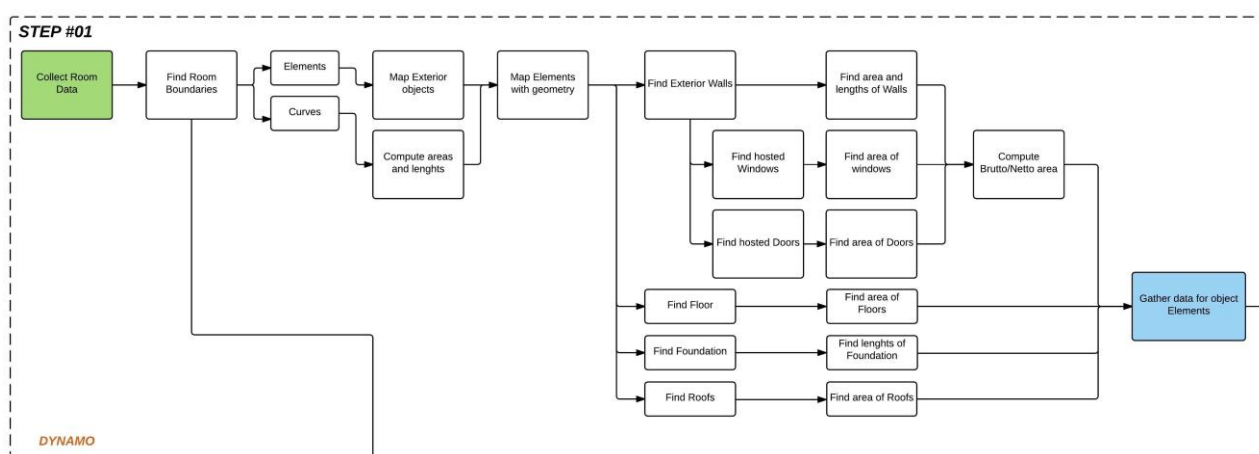 STEP #01
Collect Room
Data
Find Room
Boundaries
Elements
Curves
Map Exterior
objects
Compute areas
and lenghts
Map Elements
with geometry
Find Exterior Walls
Find area and
lengths of Walls
Find hosted
Windows
Find area of
windows
Find hosted Doors
Find area of Doors
Compute
Brutto/Netto area
Find Floor
Find area of
Floors
Find Foundation
Find lenghts of
Foundation
Find Roofs
Find area of Roofs
Gather data for object
Elements
DYNAMO